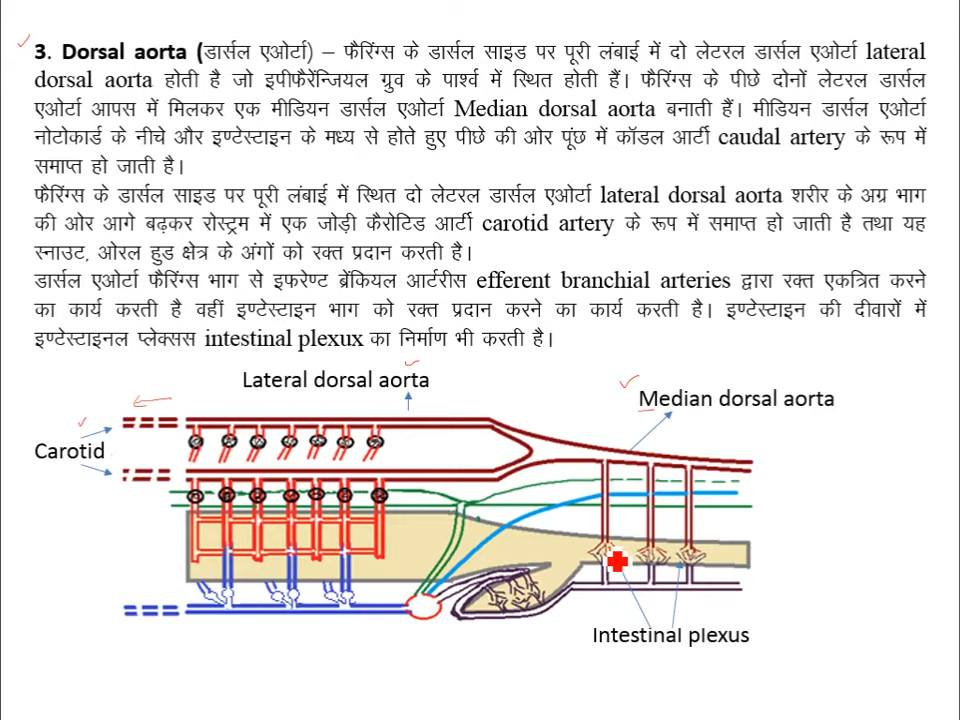 3. Dorsal aorta (डार्सल एओर्टा) – फैरिंग्स के डार्सल साइड पर पूरी लंबाई में दो लेटरल डार्सल एओर्टा lateral
dorsal aorta होती है जो इपीफैरेंन्जियल ग्रुव के पार्श्व में स्थित होती हैं। फैरिंग्स के पीछे दोनों लेटरल डार्सल
एओर्टा आपस में मिलकर एक मीडियन डार्सल एओर्टा Median dorsal aorta बनाती हैं। मीडियन डार्सल एओर्टा
नोटोकार्ड के नीचे और इण्टेस्टाइन के मध्य से होते हुए पीछे की ओर पूंछ में कॉडल आर्टी caudal artery के रूप में
समाप्त हो जाती है।
फैरिंग्स के डार्सल साइड पर पूरी लंबाई में स्थित दो लेटरल डार्सल एओर्टा lateral dorsal aorta शरीर के अग्र भाग
की ओर आगे बढ़कर रोस्ट्रम में एक जोड़ी कैरोटिड आर्टी carotid artery के रूप में समाप्त हो जाती है तथा यह
स्नाउट, ओरल हुड क्षेत्र के अंगों को रक्त प्रदान करती है।
डार्सल एओर्टा फैरिंग्स भाग से इफरेण्ट ब्रेंकियल आर्टरीस efferent branchial arteries द्वारा रक्त एकत्रित करने
का कार्य करती है वहीं इण्टेस्टाइन भाग को रक्त प्रदान करने का कार्य करती है। इण्टेस्टाइन की दीवारों में
इण्टेस्टाइनल प्लेक्सस intestinal plexux का निर्माण भी करती है।
Lateral dorsal aorta
Median dorsal aorta
Carotid
Intestinal plexus